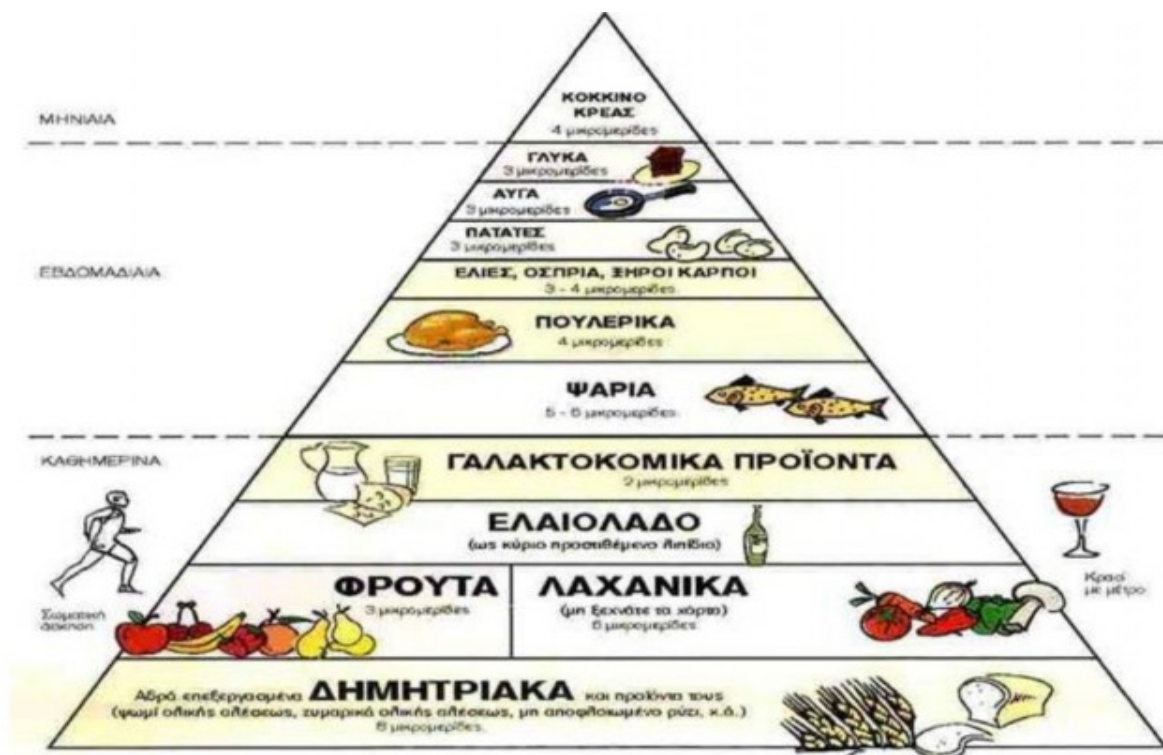 ΜΗΝΙΑΙΑ
ΚΟΚΚΙΝΟ
ΚΡΕΑΣ
4 μικρομερίδες
ΓΛΥΚΑ
3 μικρομερίδες
ΑΥΓΑ
3 μικρομερίδες
ΠΑΤΑΤΕΣ
3 μικρομερίδες
ΕΒΔΟΜΑΔΙΑΙΑ
ΕΛΙΕΣ, ΟΣΠΡΙΑ, ΞΗΡΟΙ ΚΑΡΠΟΙ
3 - 4 μικρομερίδες
ΠΟΥΛΕΡΙΚΑ
4 μικρομερίδες
ΨΑΡΙΑ
5 - 6 μικρομερίδες
ΚΑΘΗΜΕΡΙΝΑ
ΓΑΛΑΚΤΟΚΟΜΙΚΑ ΠΡΟΪΟΝΤΑ
2 μικρομερίδες
ΕΛΑΙΟΛΑΔΟ
(ως κύριο προστιθέμενο λιπίδιο)
ΦΡΟΥΤΑ
3 μικρομερίδες
ΛΑΧΑΝΙΚΑ
(μη ξεχνάτε τα χόρτα)
6 μικρομερίδες
Σωματική
άσκηση
Κρασί
με μέτρο
Αδρά επεξεργασμένα ΔΗΜΗΤΡΙΑΚΑ και προϊόντα τους
(ψωμί ολικής αλέσεως, ζυμαρικά ολικής αλέσεως, μη αποφλοιωμένο ρύζι, κ.ά.)
8 μικρομερίδες